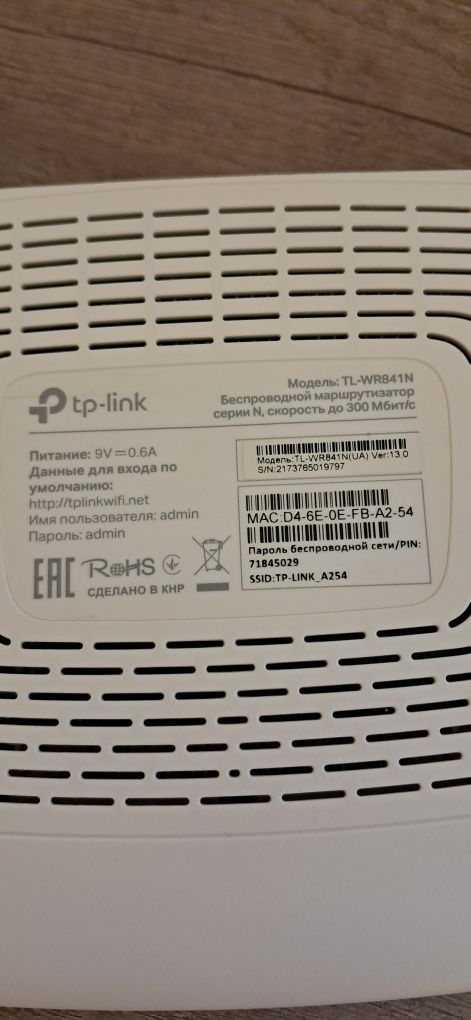 tp-link
Модель: TL-WR841N
Беспроводной маршрутизатор
серии N, скорость до 300 Мбит/с
Питание: 9V⎓0.6A
Данные для входа по
умолчанию:
http://tplinkwifi.net
Имя пользователя: admin
Пароль: admin
Модель:TL-WR841N(UA) Ver:13.0
S/N:2173765019797
MAC:D4-6E-0E-FB-A2-54
Пароль беспроводной сети/PIN:
71845029
SSID:TP-LINK_A254
EAC RoHS
СДЕЛАНО В КНР